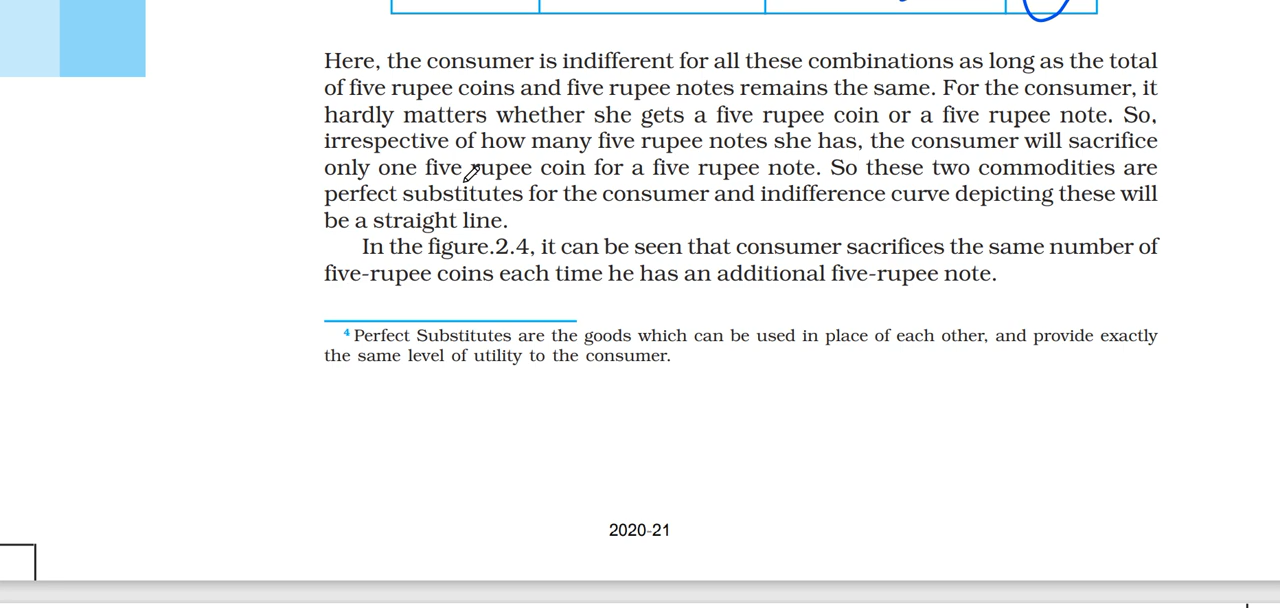 Here, the consumer is indifferent for all these combinations as long as the total
of five rupee coins and five rupee notes remains the same. For the consumer, it
hardly matters whether she gets a five rupee coin or a five rupee note. So,
irrespective of how many five rupee notes she has, the consumer will sacrifice
only one five rupee coin for a five rupee note. So these two commodities are
perfect substitutes for the consumer and indifference curve depicting these will
be a straight line.
In the figure.2.4, it can be seen that consumer sacrifices the same number of
five-rupee coins each time he has an additional five-rupee note.
⁴ Perfect Substitutes are the goods which can be used in place of each other, and provide exactly
the same level of utility to the consumer.
2020-21